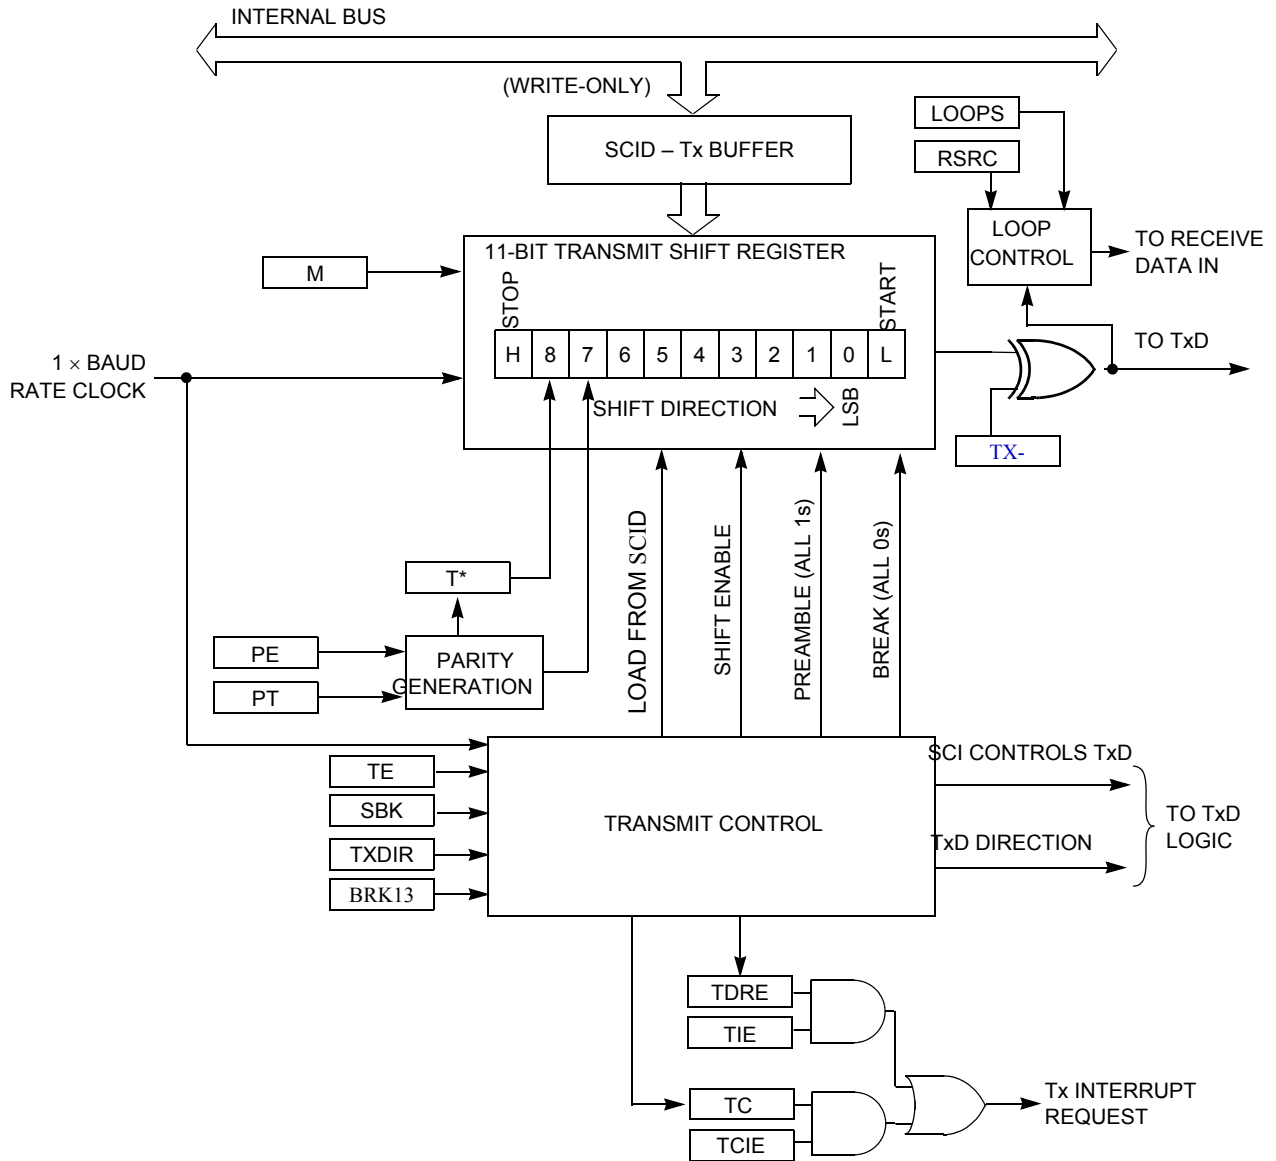 INTERNAL BUS
(WRITE-ONLY)
SCID – Tx BUFFER
LOOPS
RSRC
LOOP
CONTROL
TO RECEIVE
DATA IN
11-BIT TRANSMIT SHIFT REGISTER
M
STOP
START
H 8 7 6 5 4 3 2 1 0 L
1 × BAUD
RATE CLOCK
SHIFT DIRECTION
LSB
TO TxD
TX-
LOAD FROM SCID
SHIFT ENABLE
PREAMBLE (ALL 1s)
BREAK (ALL 0s)
T*
PE
PT
PARITY
GENERATION
TE
SBK
TXDIR
BRK13
TRANSMIT CONTROL
SCI CONTROLS TxD
TxD DIRECTION
TO TxD
LOGIC
TDRE
TIE
TC
TCIE
Tx INTERRUPT
REQUEST